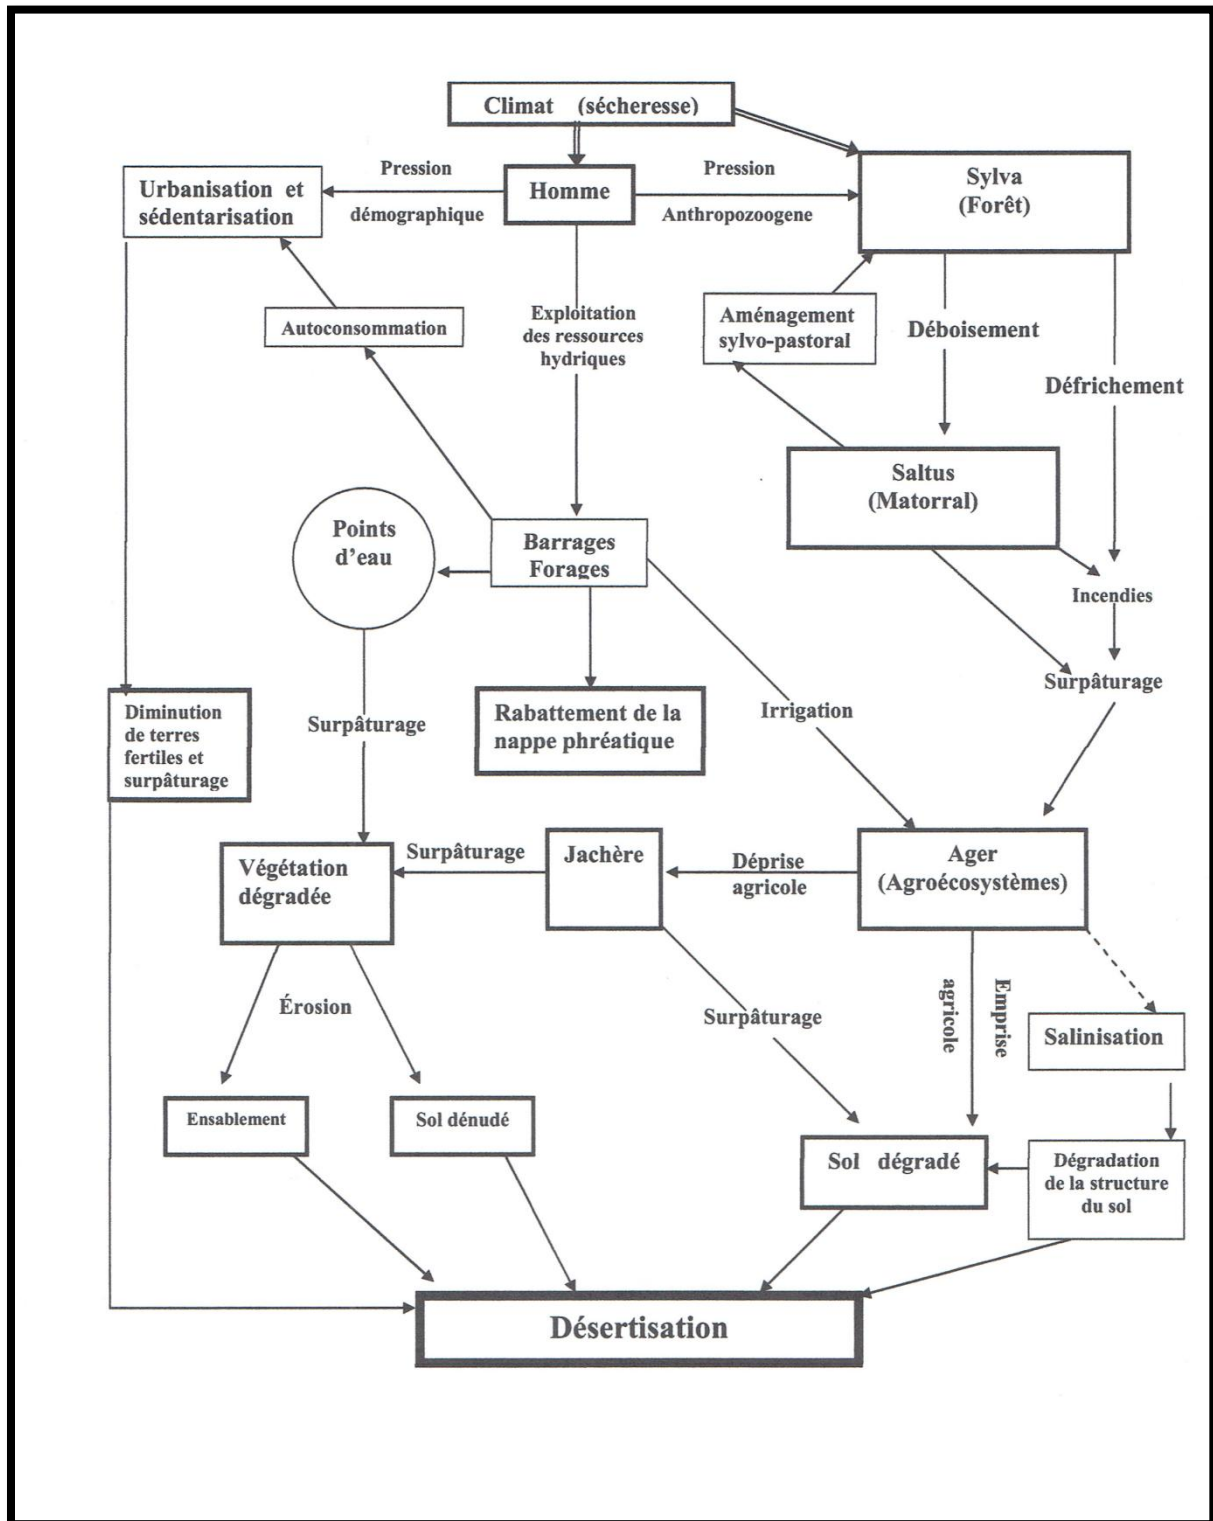 Climat (sécheresse)
Pression
démographique
Pression
Anthropozoogene
Urbanisation et
sédentarisation
Homme
Sylva
(Forêt)
Autoconsommation
Exploitation
des ressources
hydriques
Aménagement
sylvo-pastoral
Déboisement
Défrichement
Saltus
(Matorral)
Points
d'eau
Barrages
Forages
Incendies
Surpâturage
Diminution
de terres
fertiles et
surpâturage
Surpâturage
Rabattement de la
nappe phréatique
Irrigation
Végétation
dégradée
Surpâturage
Jachère
Déprise
agricole
Ager
(Agroécosystèmes)
Érosion
Surpâturage
Emprise
agricole
Salinisation
Ensablement
Sol dénudé
Sol dégradé
Dégradation
de la structure
du sol
Désertisation